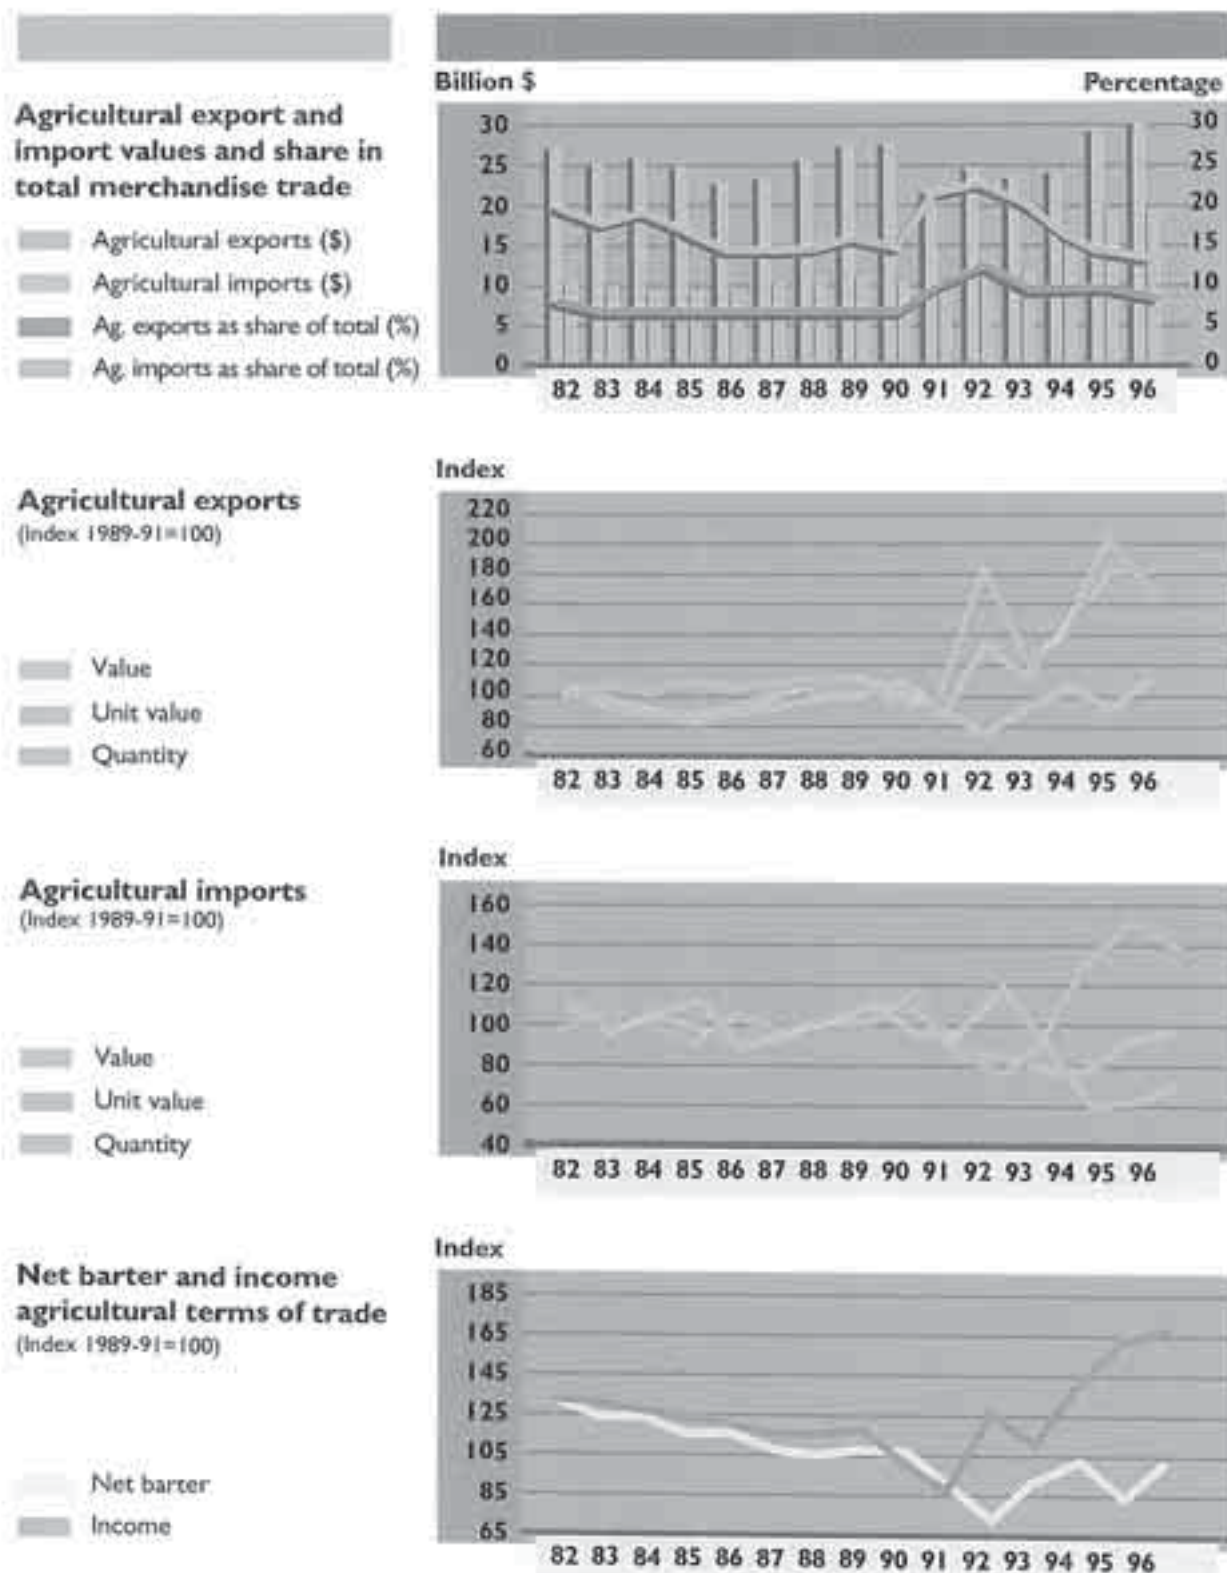 Billion $ Percentage
Agricultural export and
import values and share in
total merchandise trade
Agricultural exports ($)
Agricultural imports ($)
Ag. exports as share of total (%)
Ag. imports as share of total (%)
30 30
25 25
20 20
15 15
10 10
5 5
0 0
82 83 84 85 86 87 88 89 90 91 92 93 94 95 96
Agricultural exports
(Index 1989-91=100)
Value
Unit value
Quantity
Index
220
200
180
160
140
120
100
80
60
82 83 84 85 86 87 88 89 90 91 92 93 94 95 96
Agricultural imports
(Index 1989-91=100)
Value
Unit value
Quantity
Index
160
140
120
100
80
60
40
82 83 84 85 86 87 88 89 90 91 92 93 94 95 96
Net barter and income
agricultural terms of trade
(Index 1989-91=100)
Net barter
Income
Index
185
165
145
125
105
85
65
82 83 84 85 86 87 88 89 90 91 92 93 94 95 96